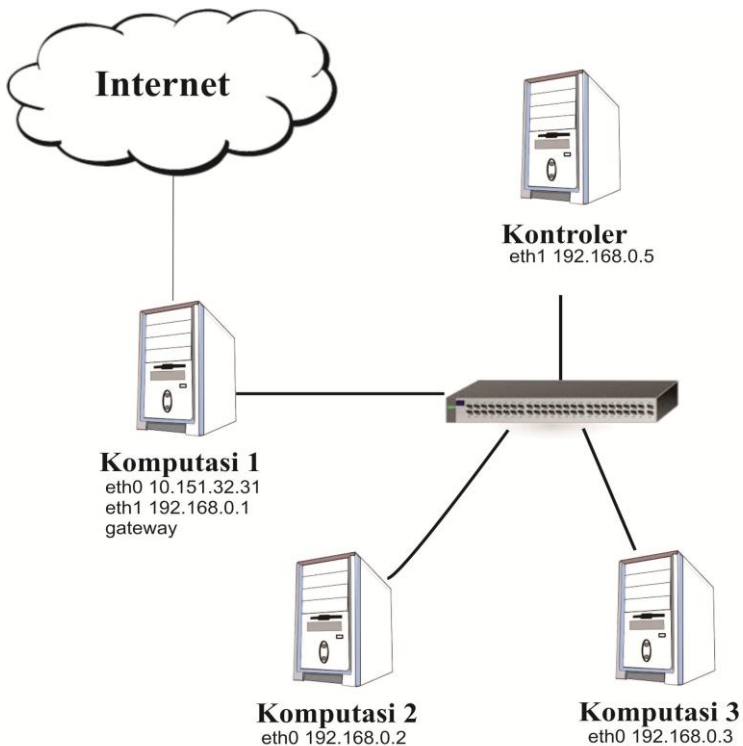 Internet
Kontroler
eth1 192.168.0.5
Komputasi 1
eth0 10.151.32.31
eth1 192.168.0.1
gateway
Komputasi 2
eth0 192.168.0.2
Komputasi 3
eth0 192.168.0.3